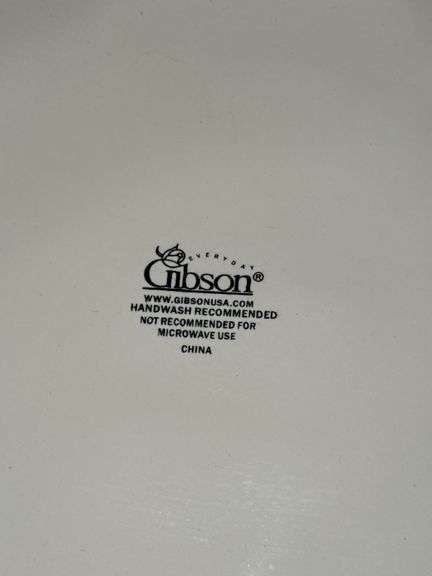 EVERYDAY
Gibson®
WWW.GIBSONUSA.COM
HANDWASH RECOMMENDED
NOT RECOMMENDED FOR
MICROWAVE USE
CHINA